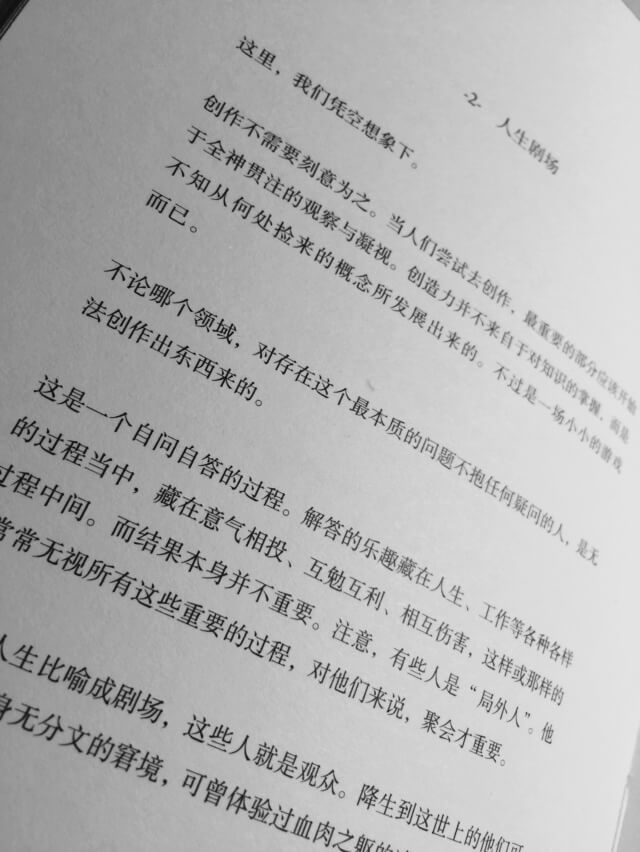 -2- 人生剧场
这里，我们凭空想象下。
创作不需要刻意为之。当人们尝试去创作，最重要的部分应该开始
于全神贯注的观察与凝视。创造力并不来自于对知识的掌握，而是
不知从何处捡来的概念所发展出来的。不过是一场小小的游戏
而已。
不论哪个领域，对存在这个最本质的问题不抱任何疑问的人，是无
法创作出东西来的。
这是一个自问自答的过程。解答的乐趣藏在人生、工作等各种各样
的过程当中，藏在意气相投、互勉互利、相互伤害，这样或那样的
过程中间。而结果本身并不重要。注意，有些人是“局外人”。他
常常无视所有这些重要的过程，对他们来说，聚会才重要。
人生比喻成剧场，这些人就是观众。降生到这世上的他们可
身无分文的窘境，可曾体验过血肉之躯的